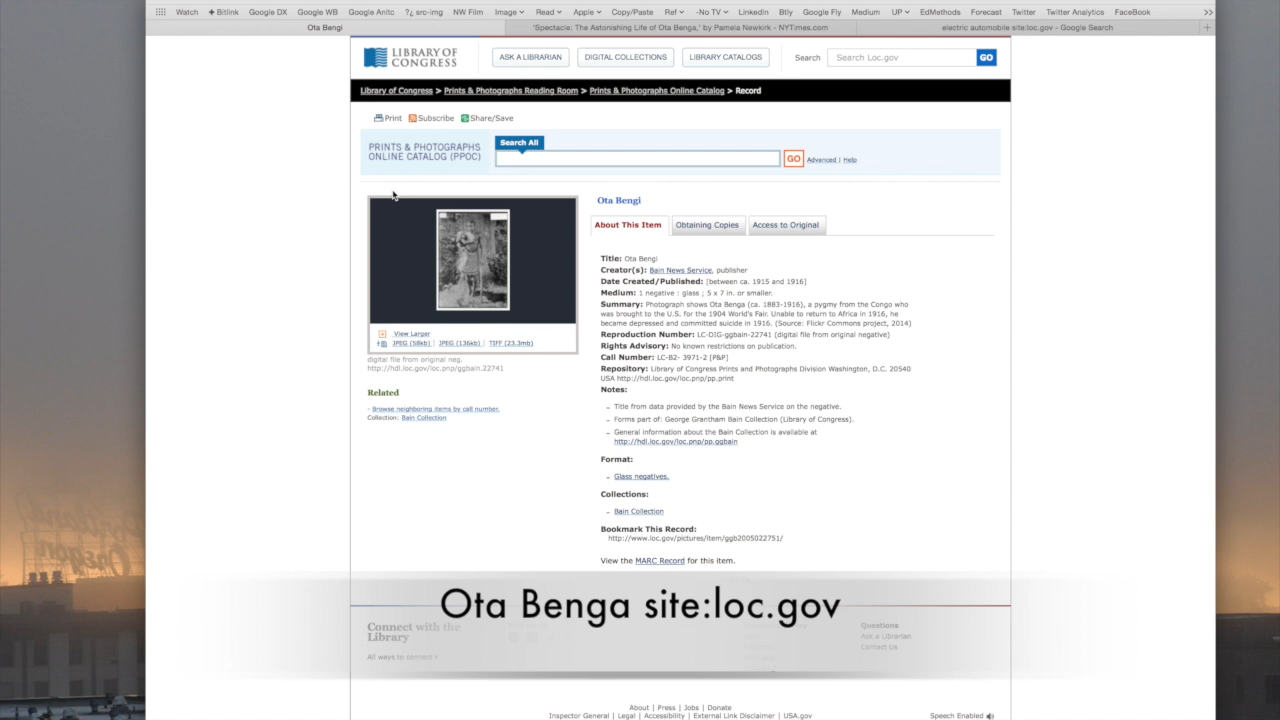 Watch + Bitlink Google DX Google WB Google Anltc ?¿ src-img NW Film Image Read Apple Copy/Paste Ref -No TV LinkedIn Btly Google Fly Medium UP EdMethods Forecast Twitter Twitter Analytics FaceBook
Ota Bengi 'Spectacle: The Astonishing Life of Ota Benga,' by Pamela Newkirk - NYTimes.com electric automobile site:loc.gov - Google Search
LIBRARY OF CONGRESS
ASK A LIBRARIAN DIGITAL COLLECTIONS LIBRARY CATALOGS Search Search Loc.gov GO
Library of Congress > Prints & Photographs Reading Room > Prints & Photographs Online Catalog > Record
Print Subscribe Share/Save
PRINTS & PHOTOGRAPHS
ONLINE CATALOG (PPOC)
Search All
GO Advanced | Help
Ota Bengi
About This Item Obtaining Copies Access to Original
View Larger
JPEG (58kb) | JPEG (136kb) | TIFF (23.3mb)
digital file from original neg.
http://hdl.loc.gov/loc.pnp/ggbain.22741
Related
- Browse neighboring items by call number.
Collection: Bain Collection
Title: Ota Bengi
Creator(s): Bain News Service, publisher
Date Created/Published: [between ca. 1915 and 1916]
Medium: 1 negative : glass ; 5 x 7 in. or smaller.
Summary: Photograph shows Ota Benga (ca. 1883-1916), a pygmy from the Congo who
was brought to the U.S. for the 1904 World's Fair. Unable to return to Africa in 1916, he
became depressed and committed suicide in 1916. (Source: Flickr Commons project, 2014)
Reproduction Number: LC-DIG-ggbain-22741 (digital file from original negative)
Rights Advisory: No known restrictions on publication.
Call Number: LC-B2- 3971-2 [P&P]
Repository: Library of Congress Prints and Photographs Division Washington, D.C. 20540
USA http://hdl.loc.gov/loc.pnp/pp.print
Notes:
- Title from data provided by the Bain News Service on the negative.
- Forms part of: George Grantham Bain Collection (Library of Congress).
- General information about the Bain Collection is available at
http://hdl.loc.gov/loc.pnp/pp.ggbain
Format:
- Glass negatives.
Collections:
- Bain Collection
Bookmark This Record:
http://www.loc.gov/pictures/item/ggb2005022751/
View the MARC Record for this item.
Ota Benga site:loc.gov
Connect with the
Library
All ways to connect »
Questions
Ask a Librarian
Contact Us
About | Press | Jobs | Donate
Inspector General | Legal | Accessibility | External Link Disclaimer | USA.gov
Speech Enabled